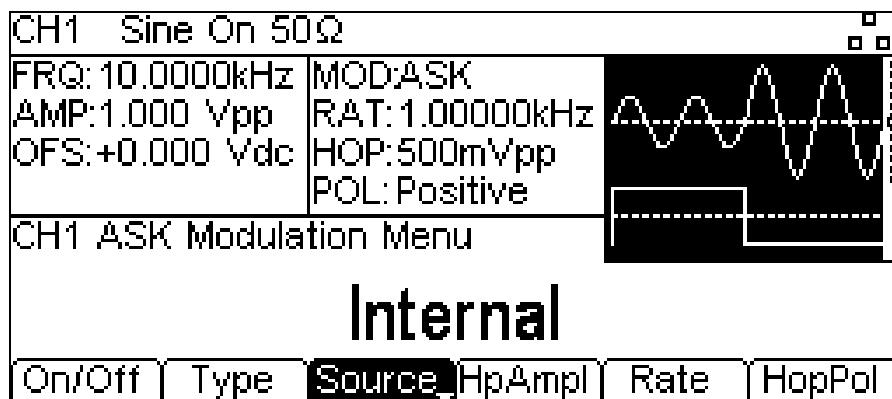 CH1 Sine On 50Ω
FRQ: 10.0000kHz
AMP:1.000 Vpp
OFS:+0.000 Vdc
MOD:ASK
RAT: 1.00000kHz
HOP:500mVpp
POL: Positive
CH1 ASK Modulation Menu
Internal
On/Off Type Source HpAmpl Rate HopPol